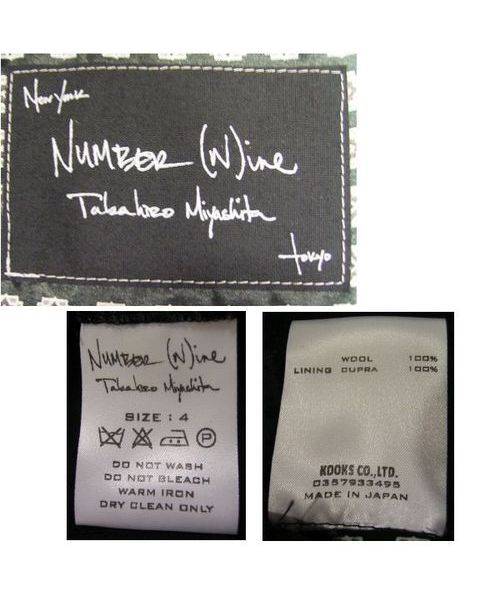 New York
NUMBER (N)ine
Takahiro Miyashita
tokyo
NUMBER (N)ine
Takahiro Miyashita
SIZE : 4
P
DO NOT WASH
DO NOT BLEACH
WARM IRON
DRY CLEAN ONLY
WOOL 100%
LINING CUPRA 100%
KOOKS CO.,LTD.
0357933495
MADE IN JAPAN